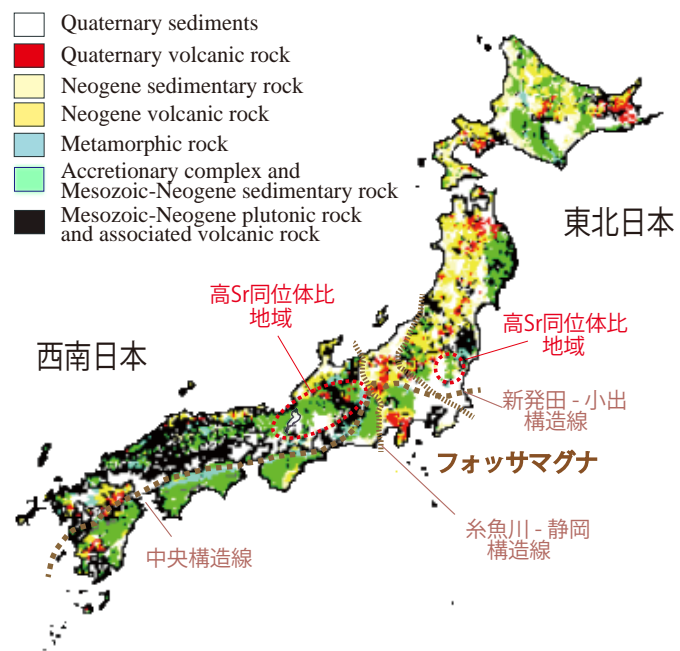 Quaternary sediments
Quaternary volcanic rock
Neogene sedimentary rock
Neogene volcanic rock
Metamorphic rock
Accretionary complex and
Mesozoic-Neogene sedimentary rock
Mesozoic-Neogene plutonic rock
and associated volcanic rock
東北日本
高Sr同位体比
地域
高Sr同位体比
地域
西南日本
新発田 - 小出
構造線
フォッサマグナ
糸魚川 - 静岡
構造線
中央構造線